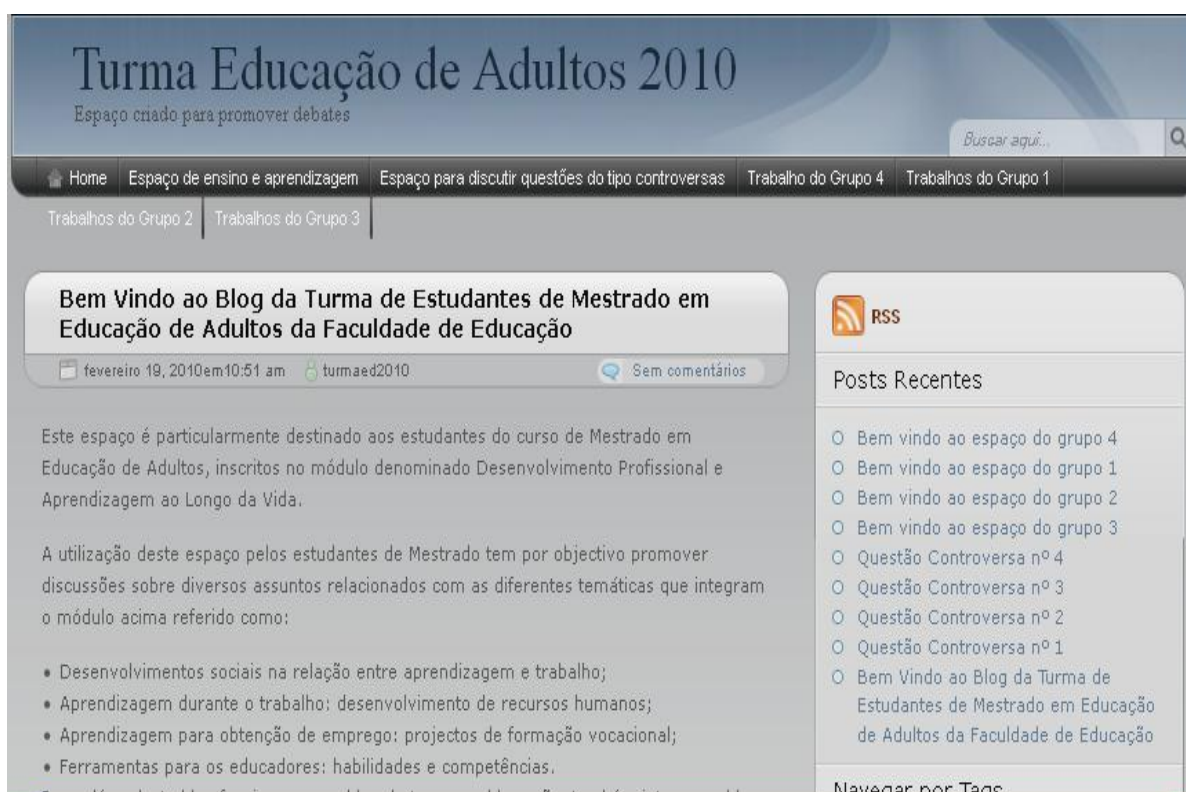 Turma Educação de Adultos 2010
Espaço criado para promover debates
Buscar aqui...
Home Espaço de ensino e aprendizagem Espaço para discutir questões do tipo controversas Trabalho do Grupo 4 Trabalhos do Grupo 1
Trabalhos do Grupo 2 Trabalhos do Grupo 3
Bem Vindo ao Blog da Turma de Estudantes de Mestrado em
Educação de Adultos da Faculdade de Educação
fevereiro 19, 2010em10:51 am turmaed2010 Sem comentários
Este espaço é particularmente destinado aos estudantes do curso de Mestrado em
Educação de Adultos, inscritos no módulo denominado Desenvolvimento Profissional e
Aprendizagem ao Longo da Vida.
A utilização deste espaço pelos estudantes de Mestrado tem por objectivo promover
discussões sobre diversos assuntos relacionados com as diferentes temáticas que integram
o módulo acima referido como:
• Desenvolvimentos sociais na relação entre aprendizagem e trabalho;
• Aprendizagem durante o trabalho: desenvolvimento de recursos humanos;
• Aprendizagem para obtenção de emprego: projectos de formação vocacional;
• Ferramentas para os educadores: habilidades e competências.
RSS
Posts Recentes
Bem vindo ao espaço do grupo 4
Bem vindo ao espaço do grupo 1
Bem vindo ao espaço do grupo 2
Bem vindo ao espaço do grupo 3
Questão Controversa nº 4
Questão Controversa nº 3
Questão Controversa nº 2
Questão Controversa nº 1
Bem Vindo ao Blog da Turma de
Estudantes de Mestrado em Educação
de Adultos da Faculdade de Educação
Navegar por Tags